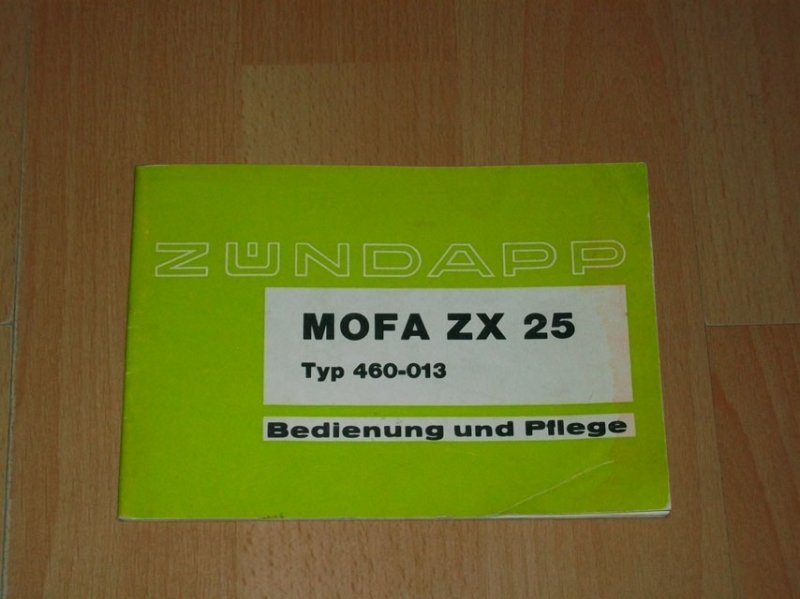 ZÜNDAPP
MOFA ZX 25
Typ 460-013
Bedienung und Pflege